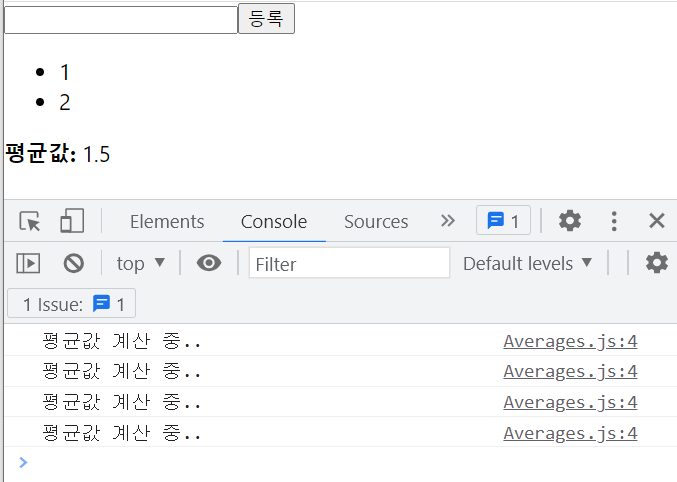 등록
1
2
평균값: 1.5
Elements Console Sources 1
top Filter Default levels
1 Issue: 1
평균값 계산 중.. Averages.js:4
평균값 계산 중.. Averages.js:4
평균값 계산 중.. Averages.js:4
평균값 계산 중.. Averages.js:4